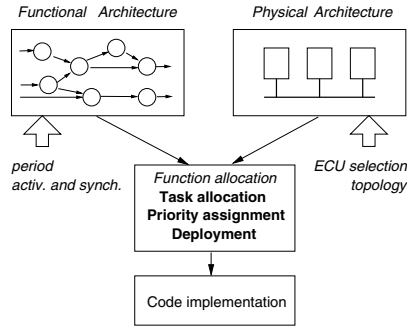 Functional Architecture
Physical Architecture
period
activ. and synch.
ECU selection
topology
Function allocation
Task allocation
Priority assignment
Deployment
Code implementation